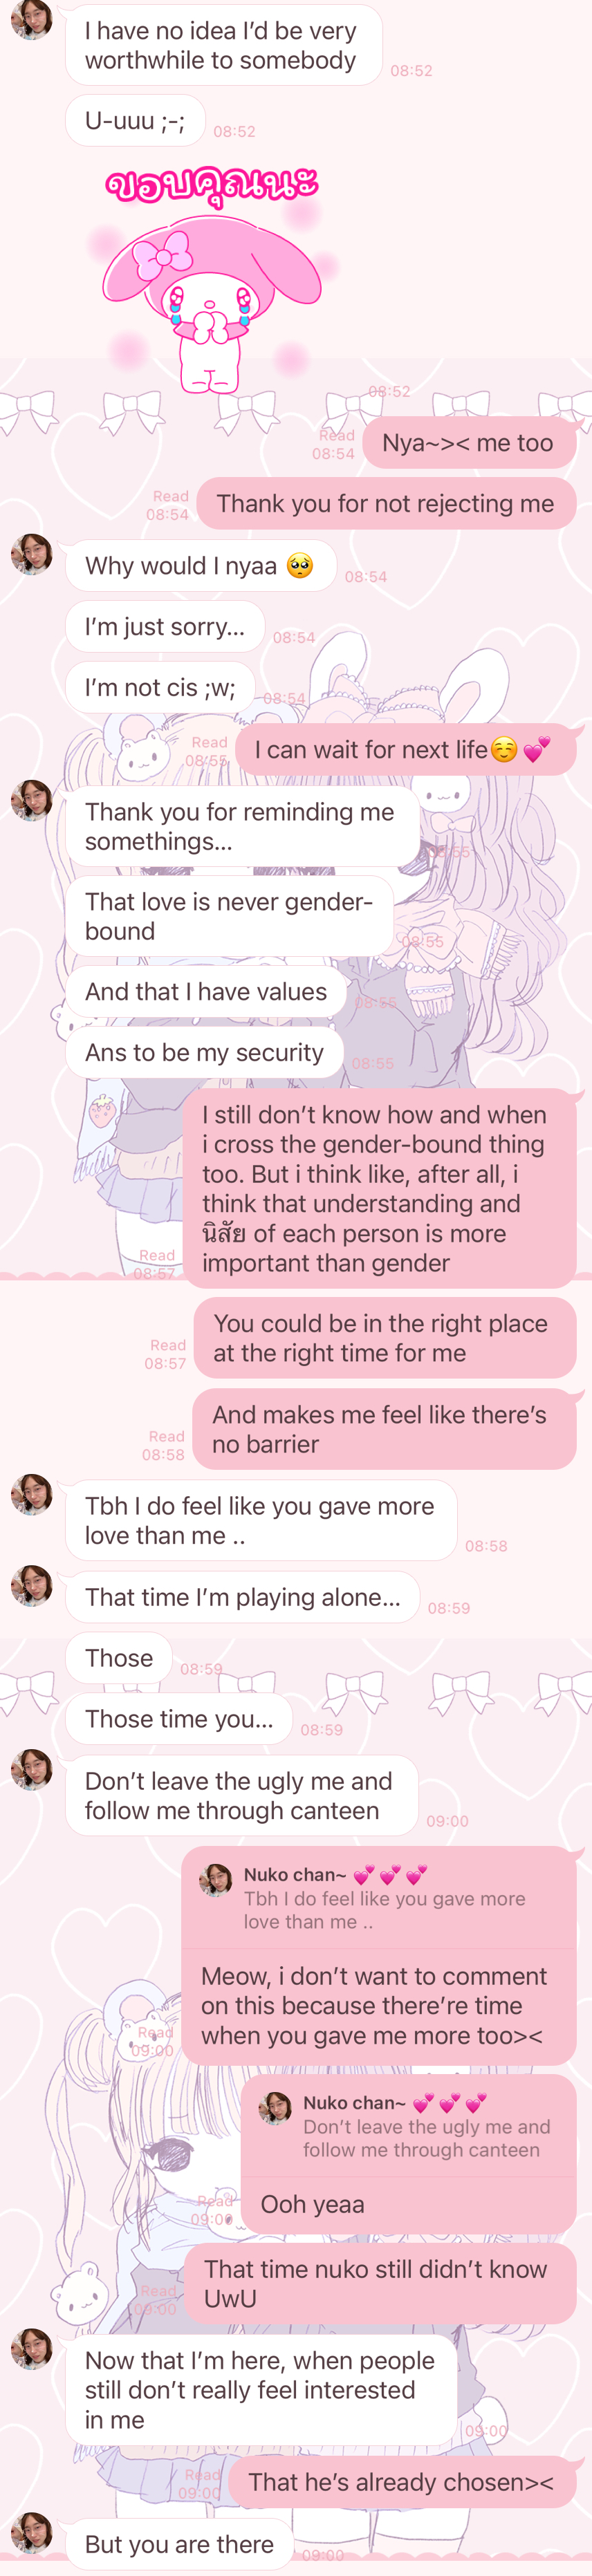 I have no idea I'd be very
worthwhile to somebody
08:52
U-uuu ;-;
08:52
ขอบคุณนะ
08:52
Nya~>< me too
Read
08:54
Thank you for not rejecting me
Read
08:54
Why would I nyaa 🥺
08:54
I'm just sorry...
08:54
I'm not cis ;w;
08:54
I can wait for next life☺️💕
Read
08:55
Thank you for reminding me
somethings...
08:55
That love is never gender-
bound
08:55
And that I have values
08:55
Ans to be my security
08:55
I still don't know how and when
i cross the gender-bound thing
too. But i think like, after all, i
think that understanding and
นิสัย of each person is more
important than gender
Read
08:57
You could be in the right place
at the right time for me
Read
08:57
And makes me feel like there's
no barrier
Read
08:58
Tbh I do feel like you gave more
love than me ..
08:58
That time I'm playing alone...
08:59
Those
08:59
Those time you...
08:59
Don't leave the ugly me and
follow me through canteen
09:00
Nuko chan~ 💕💕💕
Tbh I do feel like you gave more
love than me ..
Meow, i don't want to comment
on this because there're time
when you gave me more too><
Read
09:00
Nuko chan~ 💕💕💕
Don't leave the ugly me and
follow me through canteen
Ooh yeaa
Read
09:00
That time nuko still didn't know
UwU
Read
09:00
Now that I'm here, when people
still don't really feel interested
in me
09:00
That he's already chosen><
Read
09:00
But you are there
09:00